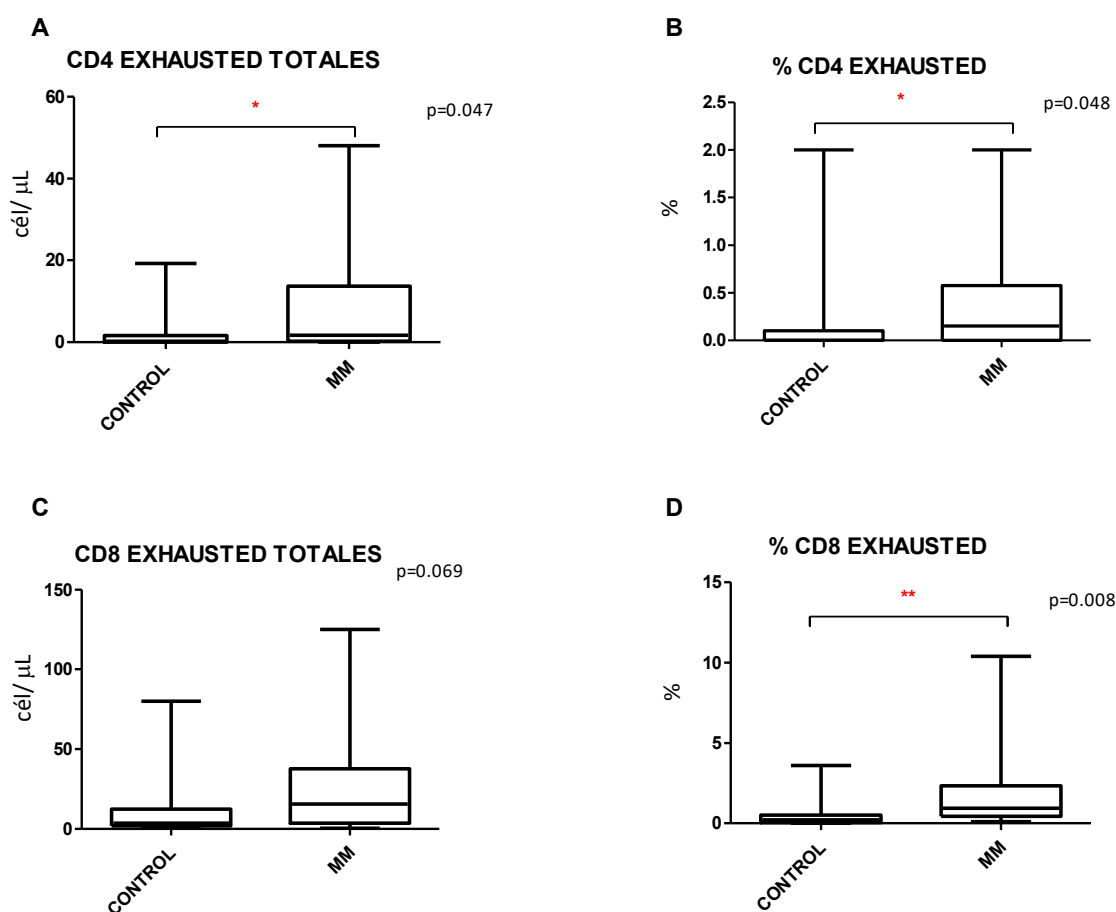 A
CD4 EXHAUSTED TOTALES
p=0.047
*
60
40
20
0
cél/ μL
CONTROL
MM
B
% CD4 EXHAUSTED
p=0.048
*
2.5
2.0
1.5
1.0
0.5
0.0
%
CONTROL
MM
C
CD8 EXHAUSTED TOTALES
p=0.069
150
100
50
0
cél/ μL
CONTROL
MM
D
% CD8 EXHAUSTED
p=0.008
**
15
10
5
0
%
CONTROL
MM